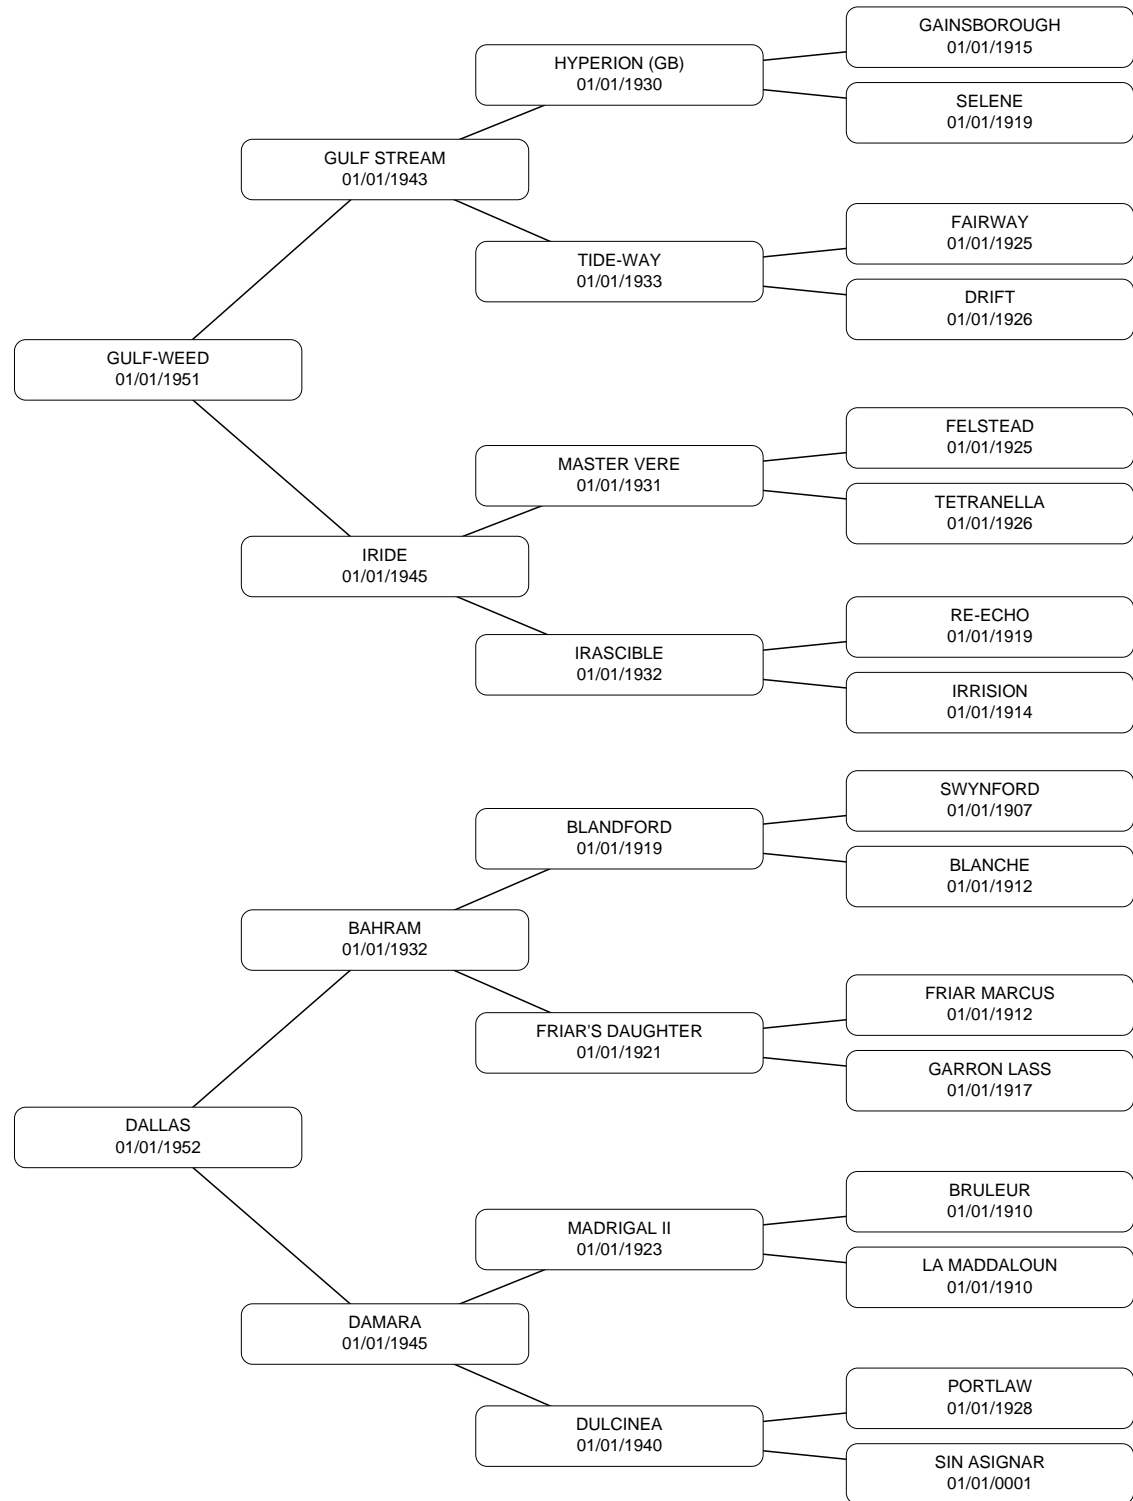 GAINSBOROUGH
01/01/1915
HYPERION (GB)
01/01/1930
SELENE
01/01/1919
GULF STREAM
01/01/1943
FAIRWAY
01/01/1925
TIDE-WAY
01/01/1933
DRIFT
01/01/1926
GULF-WEED
01/01/1951
FELSTEAD
01/01/1925
MASTER VERE
01/01/1931
TETRANELLA
01/01/1926
IRIDE
01/01/1945
RE-ECHO
01/01/1919
IRASCIBLE
01/01/1932
IRRISION
01/01/1914
SWYNFORD
01/01/1907
BLANDFORD
01/01/1919
BLANCHE
01/01/1912
BAHRAM
01/01/1932
FRIAR MARCUS
01/01/1912
FRIAR'S DAUGHTER
01/01/1921
GARRON LASS
01/01/1917
DALLAS
01/01/1952
BRULEUR
01/01/1910
MADRIGAL II
01/01/1923
LA MADDALOUN
01/01/1910
DAMARA
01/01/1945
PORTLAW
01/01/1928
DULCINEA
01/01/1940
SIN ASIGNAR
01/01/0001